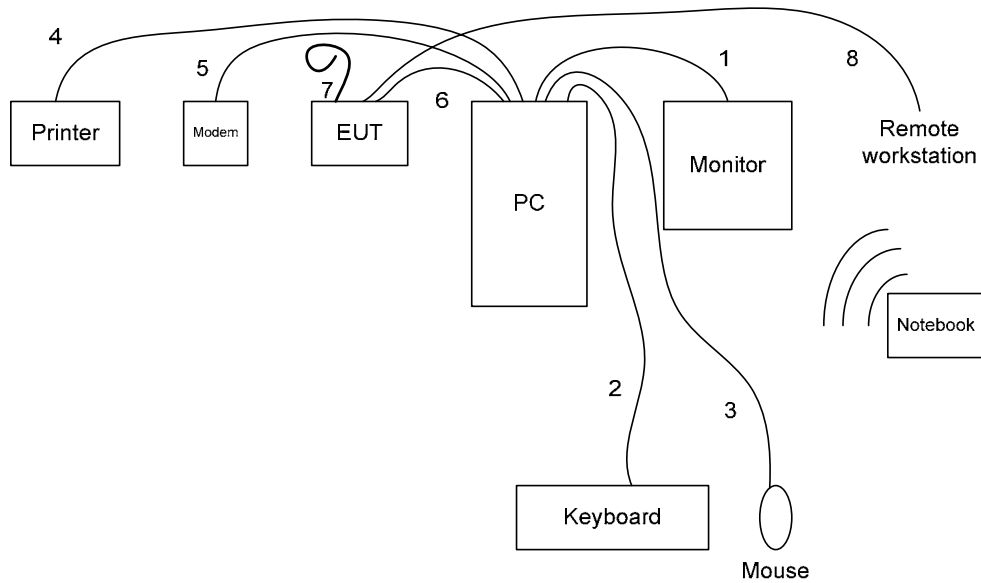 4
5
7
6
1
8
Printer
Modem
EUT
PC
Monitor
Remote
workstation
Notebook
2
3
Keyboard
Mouse